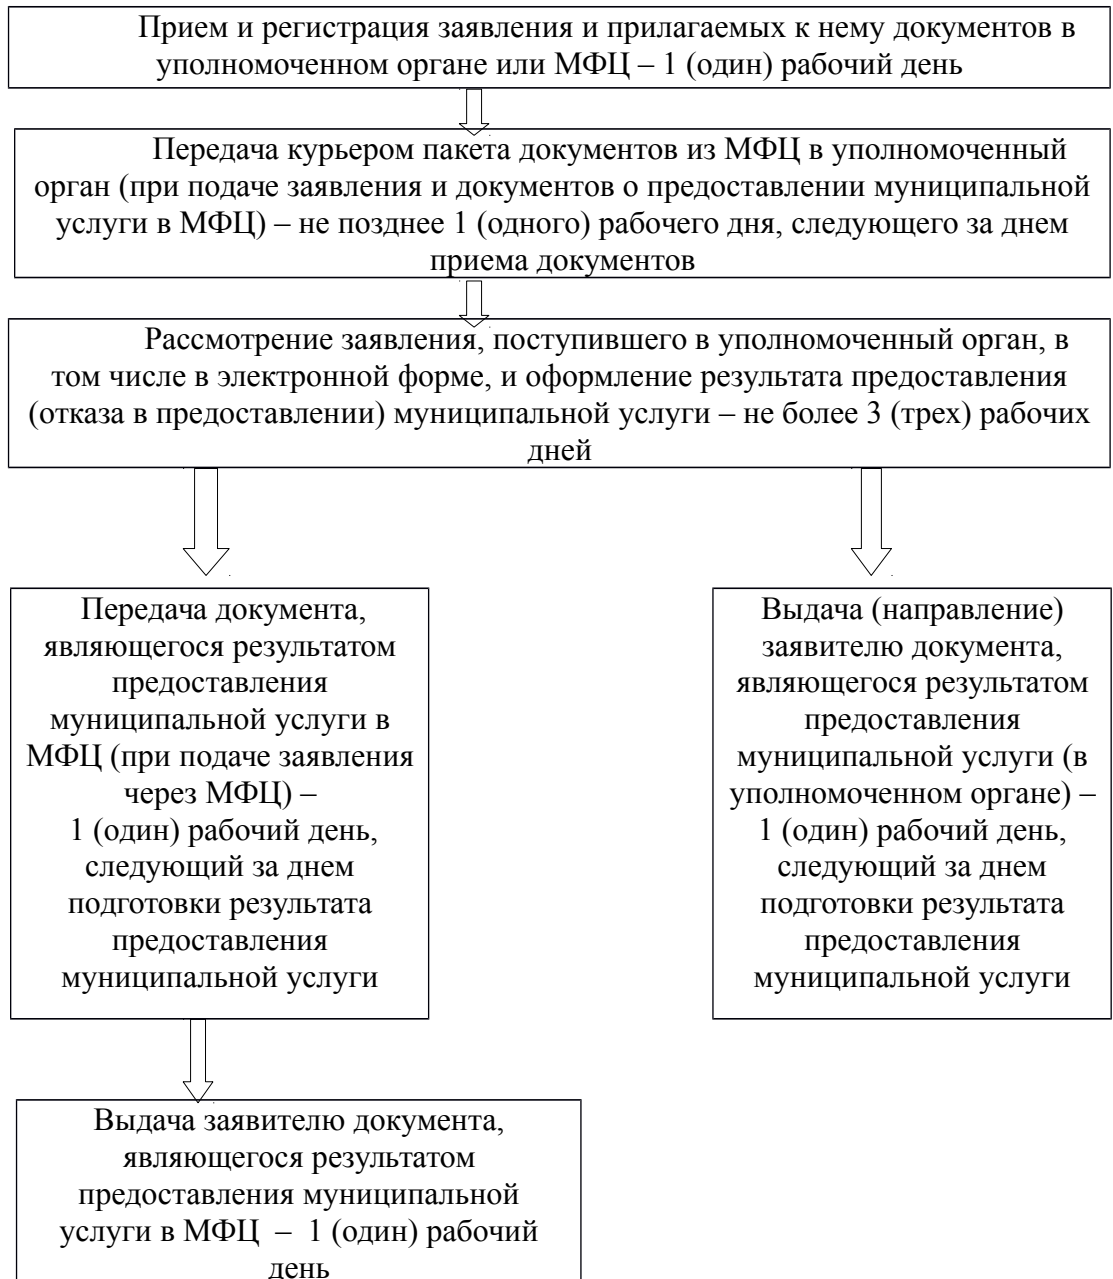 Прием и регистрация заявления и прилагаемых к нему документов в
уполномоченном органе или МФЦ – 1 (один) рабочий день
Передача курьером пакета документов из МФЦ в уполномоченный
орган (при подаче заявления и документов о предоставлении муниципальной
услуги в МФЦ) – не позднее 1 (одного) рабочего дня, следующего за днем
приема документов
Рассмотрение заявления, поступившего в уполномоченный орган, в
том числе в электронной форме, и оформление результата предоставления
(отказа в предоставлении) муниципальной услуги – не более 3 (трех) рабочих
дней
Передача документа,
являющегося результатом
предоставления
муниципальной услуги в
МФЦ (при подаче заявления
через МФЦ) –
1 (один) рабочий день,
следующий за днем
подготовки результата
предоставления
муниципальной услуги
Выдача (направление)
заявителю документа,
являющегося результатом
предоставления
муниципальной услуги (в
уполномоченном органе) –
1 (один) рабочий день,
следующий за днем
подготовки результата
предоставления
муниципальной услуги
Выдача заявителю документа,
являющегося результатом
предоставления муниципальной
услуги в МФЦ – 1 (один) рабочий
день